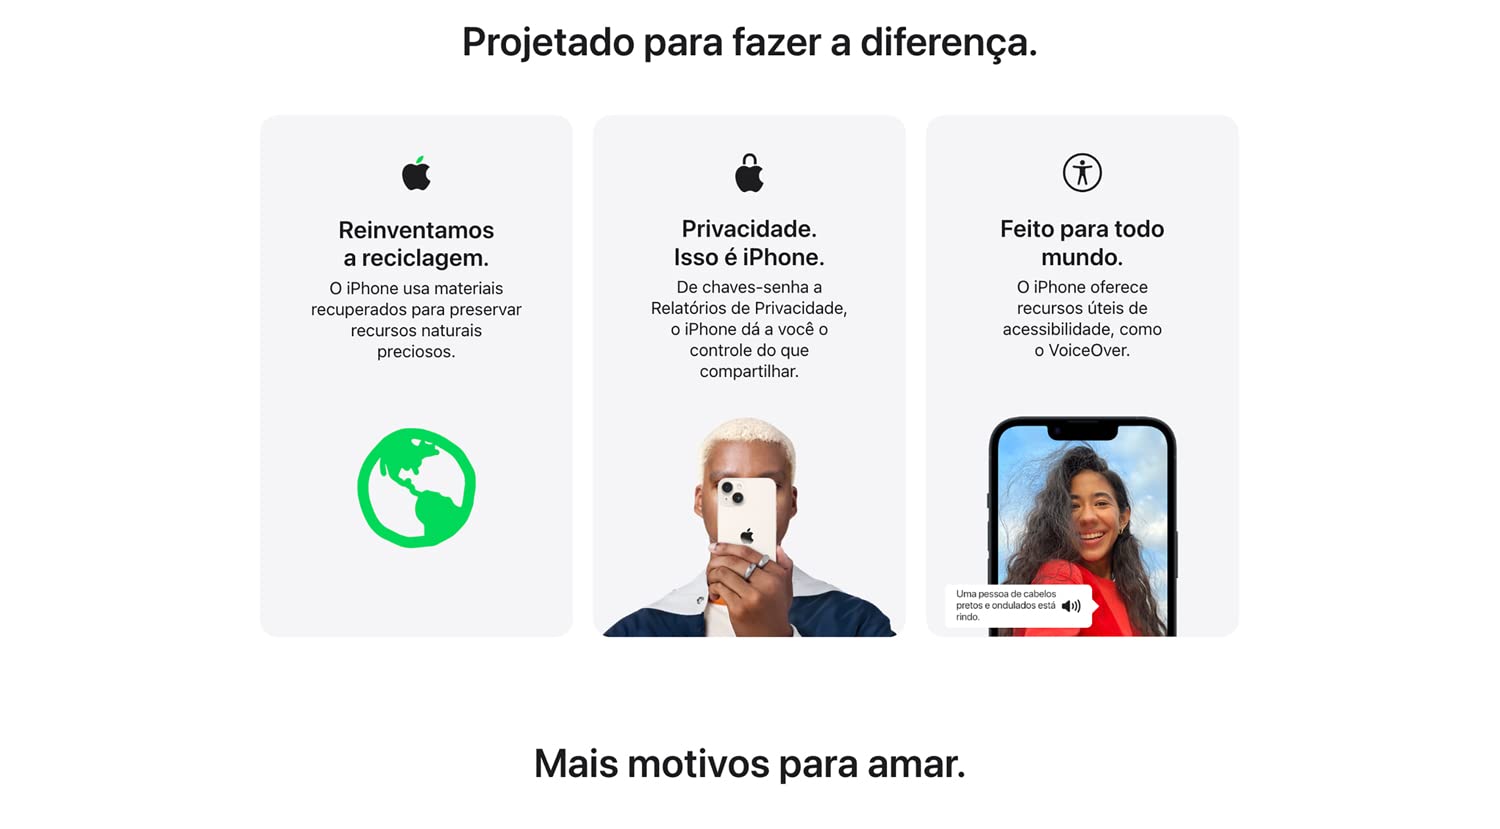 Projetado para fazer a diferença.
Reinventamos
a reciclagem.
O iPhone usa materiais
recuperados para preservar
recursos naturais
preciosos.
Privacidade.
Isso é iPhone.
De chaves-senha a
Relatórios de Privacidade,
o iPhone dá a você o
controle do que
compartilhar.
Feito para todo
mundo.
O iPhone oferece
recursos úteis de
acessibilidade, como
o VoiceOver.
Uma pessoa de cabelos
pretos e ondulados está
rindo.
Mais motivos para amar.